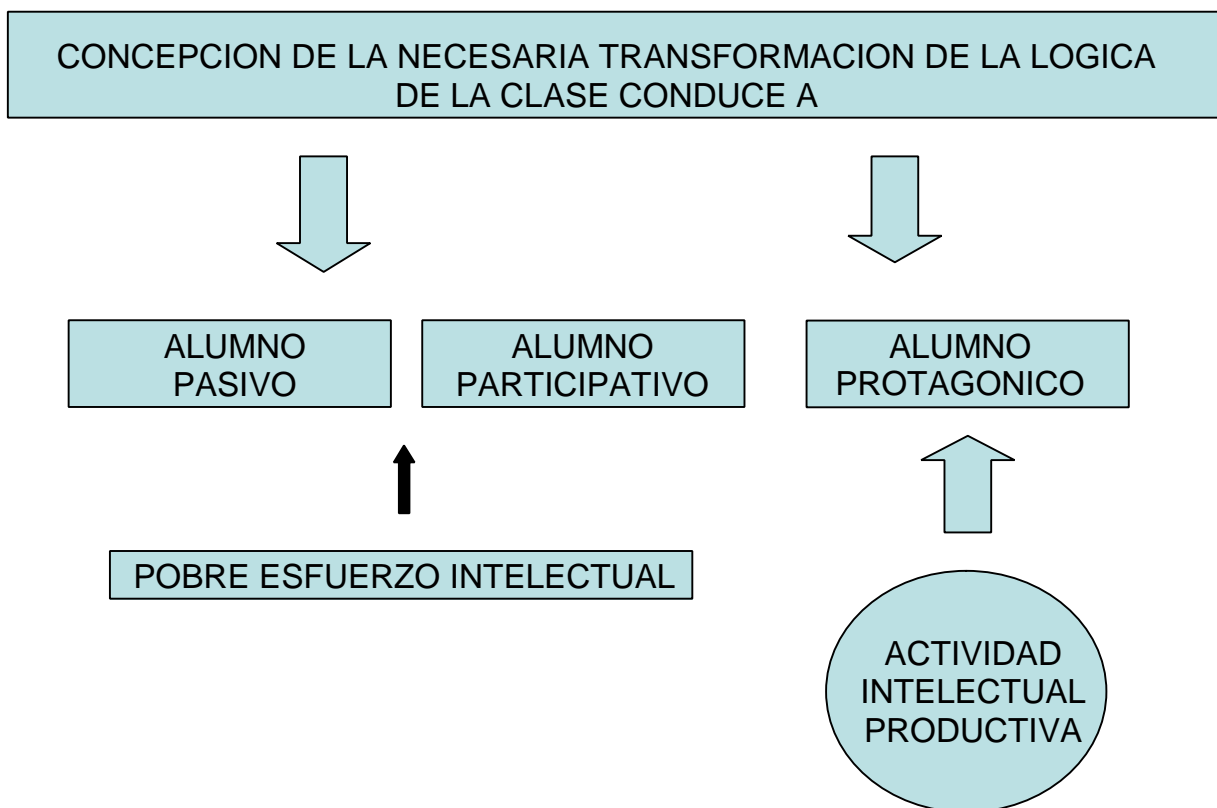 CONCEPCION DE LA NECESARIA TRANSFORMACION DE LA LOGICA
DE LA CLASE CONDUCE A
ALUMNO
PASIVO
ALUMNO
PARTICIPATIVO
ALUMNO
PROTAGONICO
POBRE ESFUERZO INTELECTUAL
ACTIVIDAD
INTELECTUAL
PRODUCTIVA